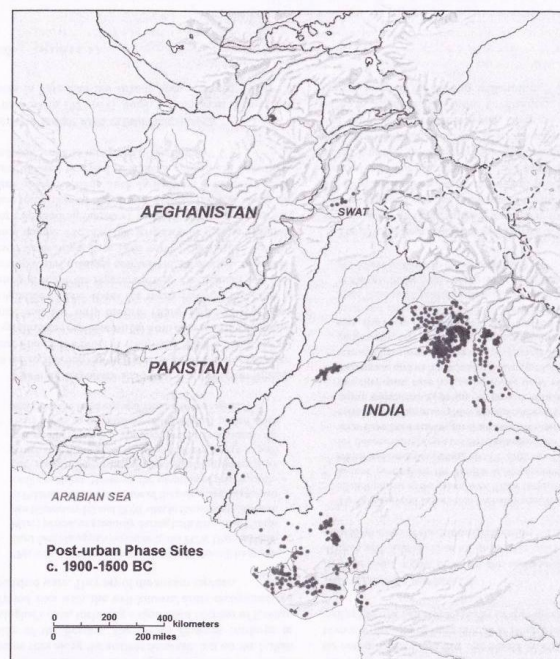 AFGHANISTAN
SWAT
PAKISTAN
INDIA
ARABIAN SEA
Post-urban Phase Sites
c. 1900-1500 BC
0 200 400
kilometers
200 miles